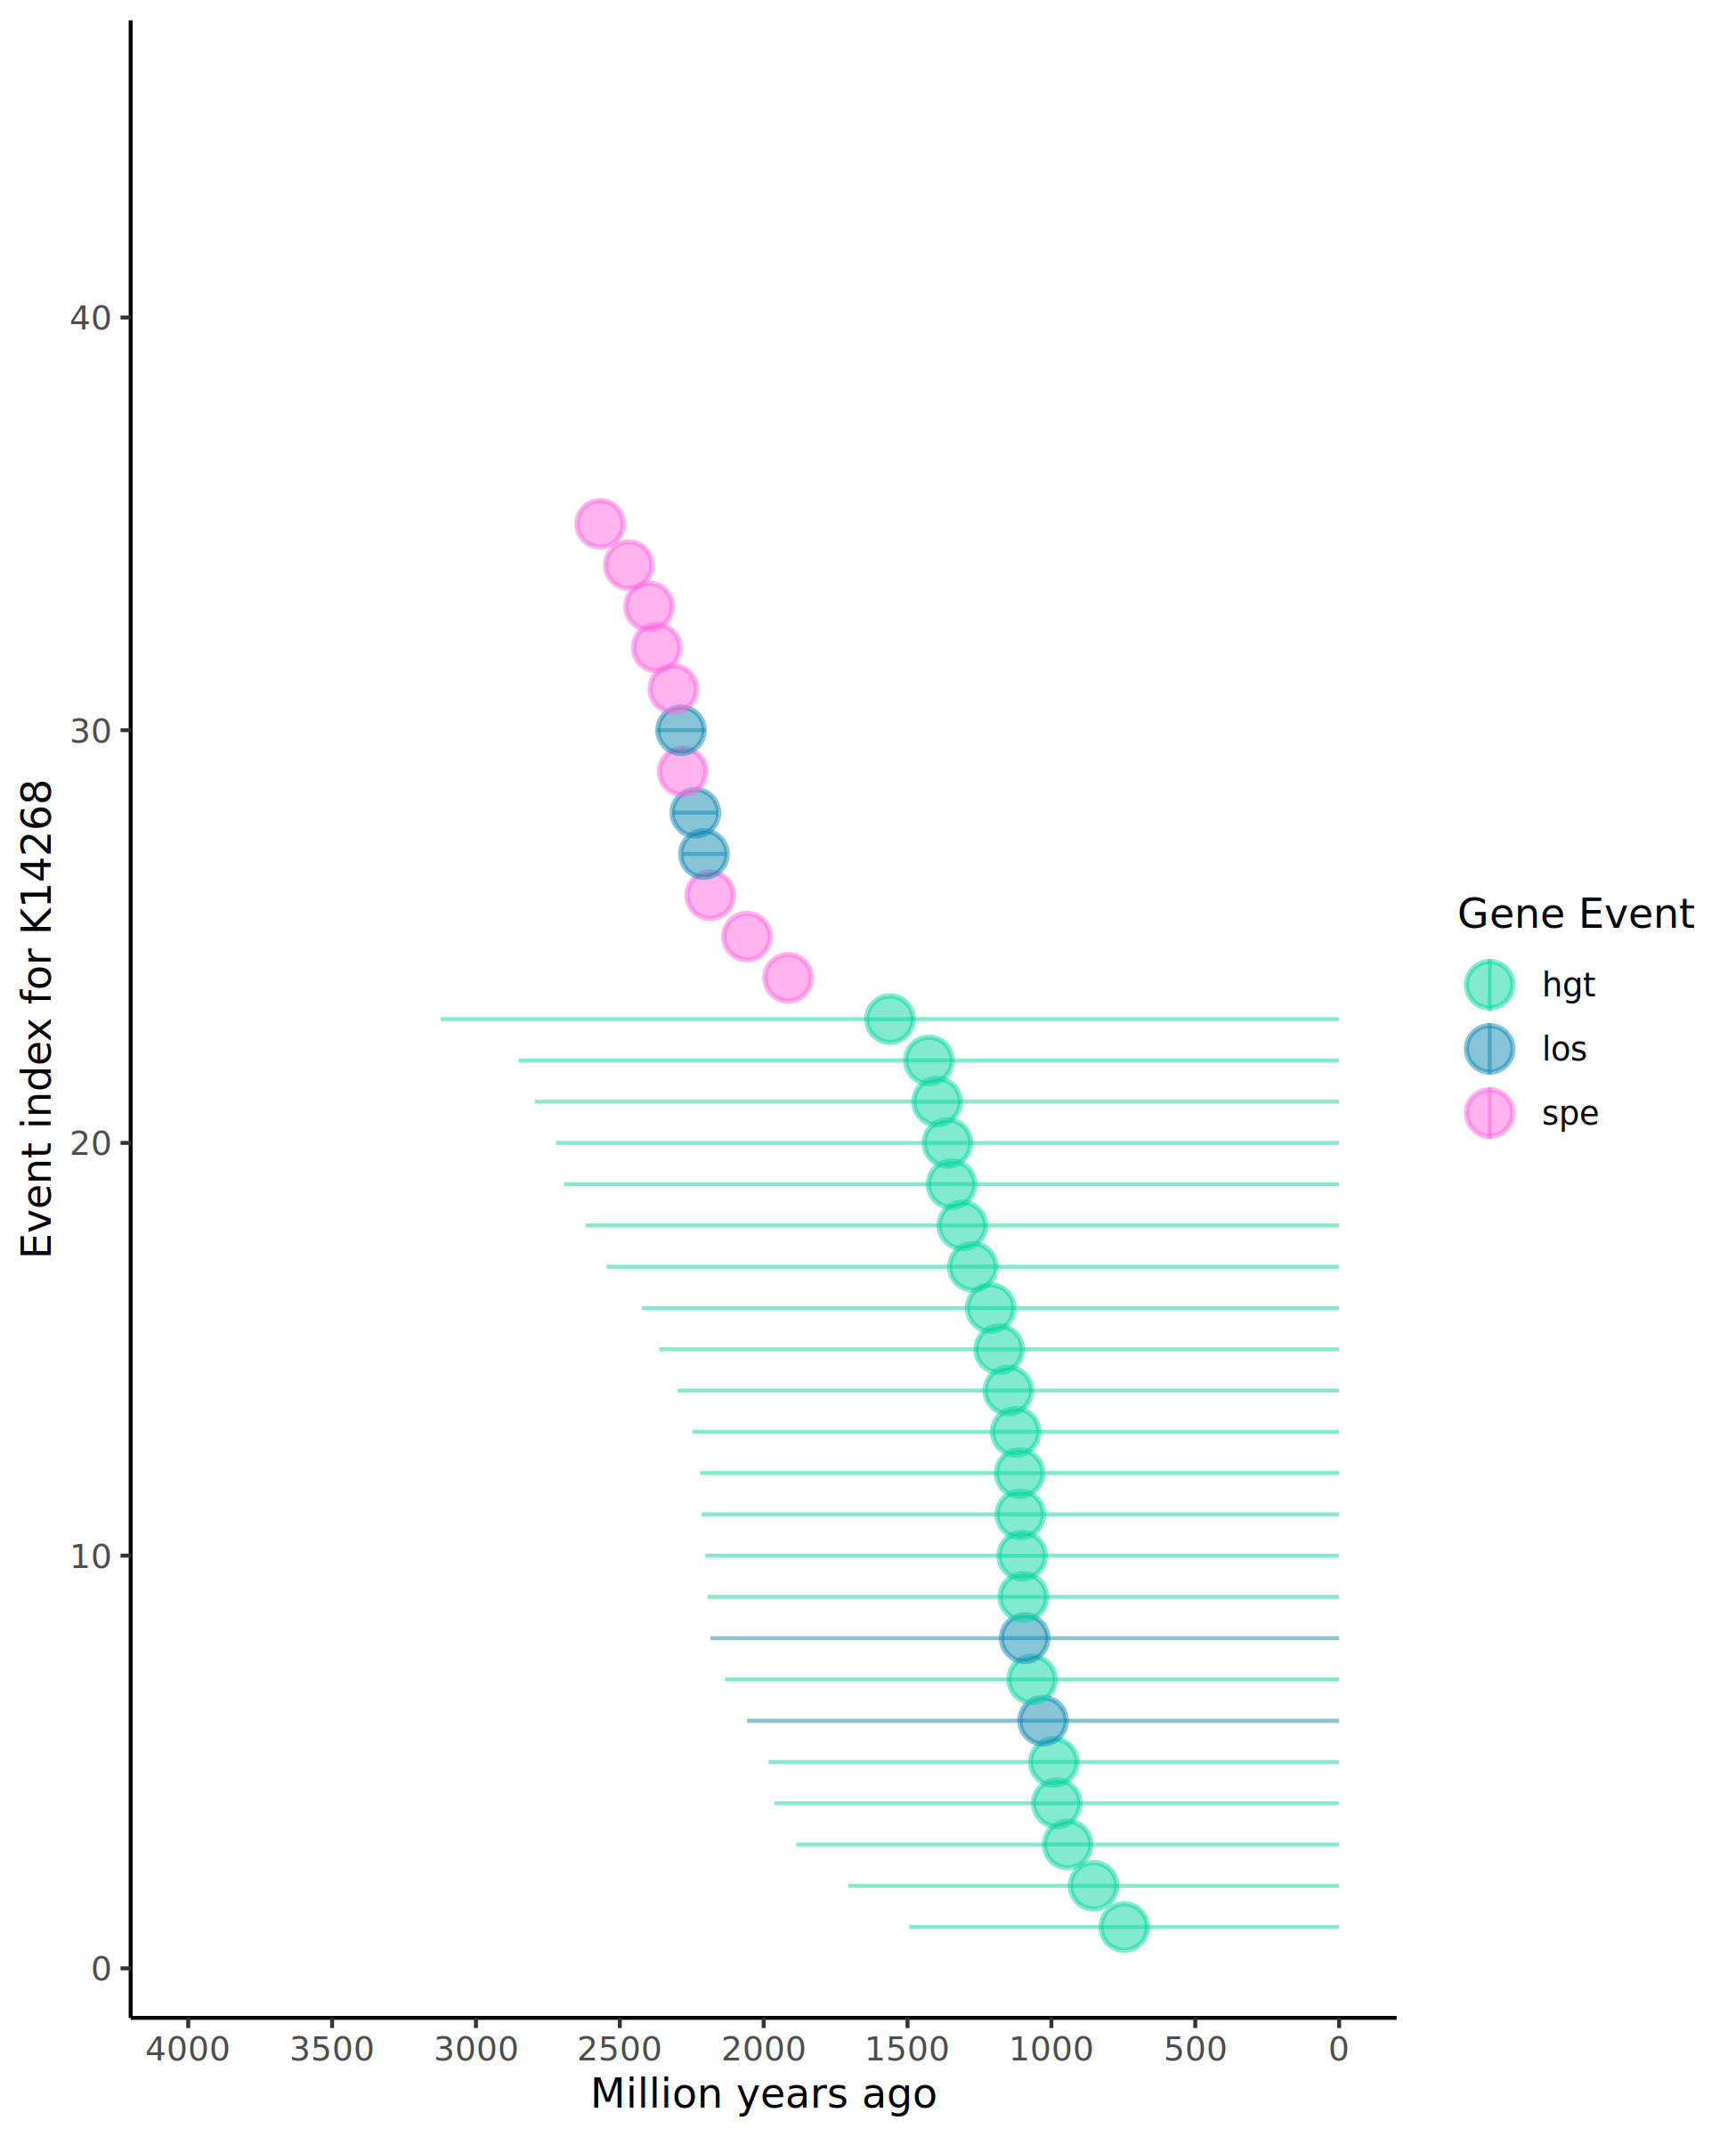 Event index for K14268
40
30
20
10
0
4000 3500 3000 2500 2000 1500 1000 500 0
Million years ago
Gene Event
hgt
los
spe